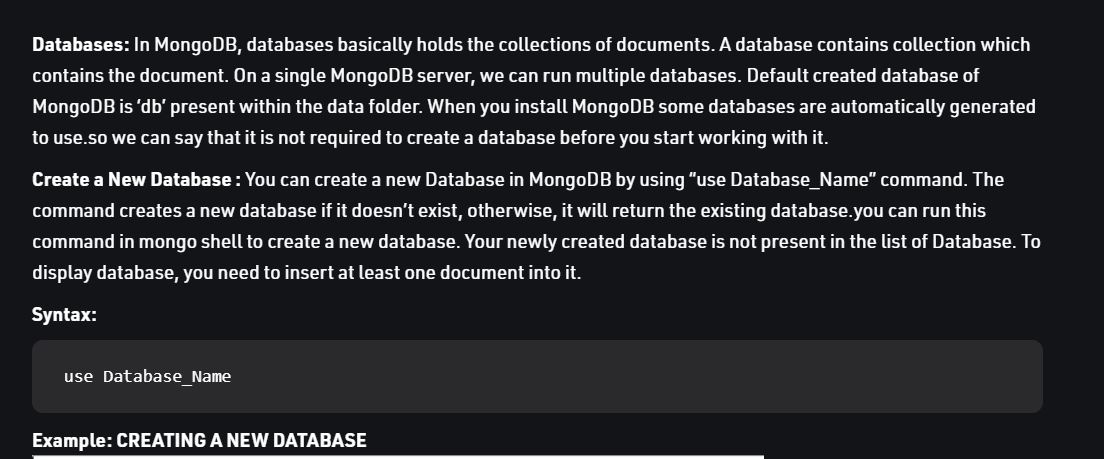 Databases: In MongoDB, databases basically holds the collections of documents. A database contains collection which
contains the document. On a single MongoDB server, we can run multiple databases. Default created database of
MongoDB is ‘db’ present within the data folder. When you install MongoDB some databases are automatically generated
to use.so we can say that it is not required to create a database before you start working with it.
Create a New Database : You can create a new Database in MongoDB by using “use Database_Name” command. The
command creates a new database if it doesn’t exist, otherwise, it will return the existing database.you can run this
command in mongo shell to create a new database. Your newly created database is not present in the list of Database. To
display database, you need to insert at least one document into it.
Syntax:
use Database_Name
Example: CREATING A NEW DATABASE